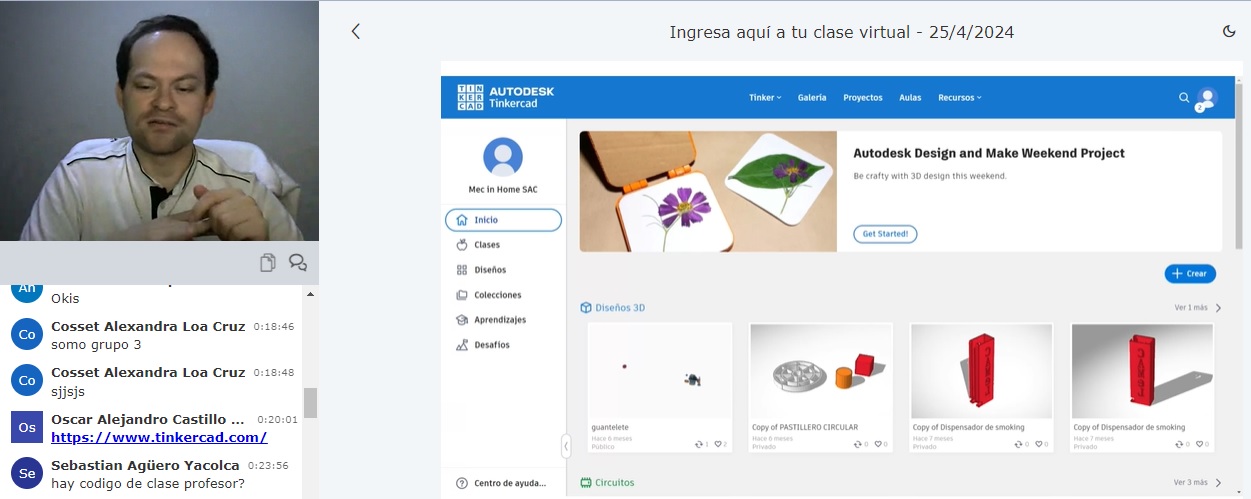 Ingresa aquí a tu clase virtual - 25/4/2024
Okis
Cosset Alexandra Loa Cruz 0:18:46
somo grupo 3
Cosset Alexandra Loa Cruz 0:18:48
sjjsjs
Oscar Alejandro Castillo ... 0:20:01
https://www.tinkercad.com/
Sebastian Agüero Yacolca 0:23:56
hay codigo de clase profesor?
An
Co
Co
Os
Se
TIN
KER
CAD
AUTODESK
Tinkercad
Tinker
Galería
Proyectos
Aulas
Recursos
2
Mec in Home SAC
Inicio
Clases
Diseños
Colecciones
Aprendizajes
Desafíos
Centro de ayuda...
Autodesk Design and Make Weekend Project
Be crafty with 3D design this weekend.
Get Started!
+ Crear
Diseños 3D
Ver 1 más
guantelete
Hace 6 meses
Público
1
2
Copy of PASTILLERO CIRCULAR
Hace 6 meses
Privado
0
0
Copy of Dispensador de smoking
Hace 7 meses
Privado
0
0
Copy of Dispensador de smoking
Hace 7 meses
Privado
0
0
Circuitos
Ver 3 más